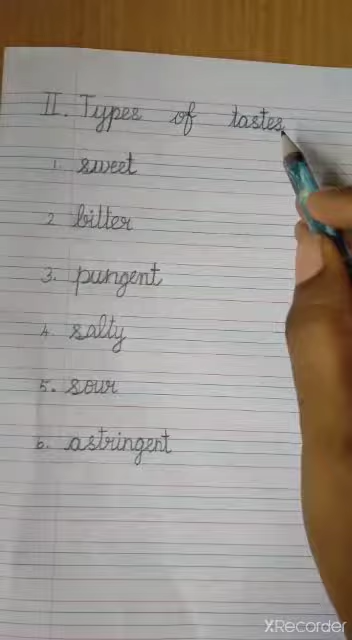 II. Types of tastes
1. sweet
2. bitter
3. pungent
4. salty
5. sour
6. astringent
XRecorder